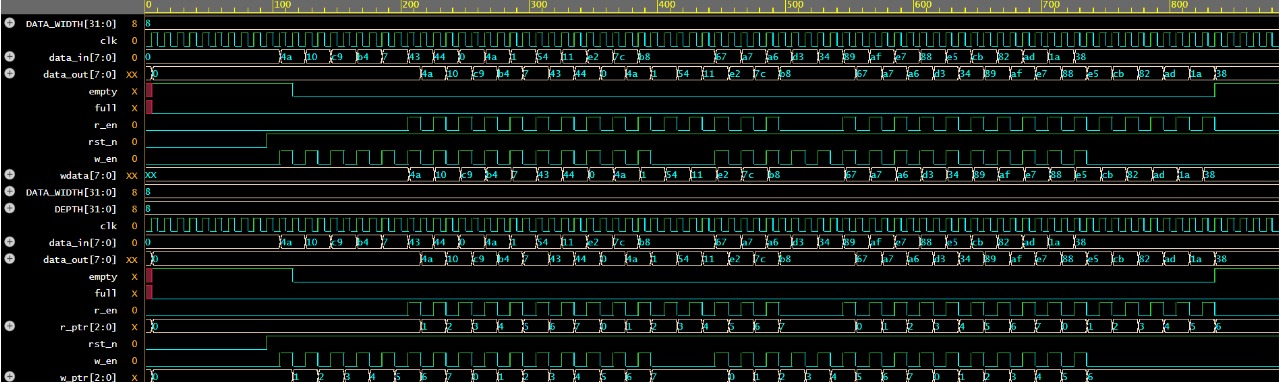 0 100 200 300 400 500 600 700 800
DATA_WIDTH[31:0] 8 8
clk 0
data_in[7:0] 0 0 4a 10 c9 b4 7 43 44 0 4a 1 54 11 e2 7c b8 67 a7 a6 d3 34 89 af e7 88 e5 cb 82 ad 1a 38
data_out[7:0] XX 0 4a 10 c9 b4 7 43 44 0 4a 1 54 11 e2 7c b8 67 a7 a6 d3 34 89 af e7 88 e5 cb 82 ad 1a 38
empty X
full X
r_en 0
rst_n 0
w_en 0
wdata[7:0] XX XX 4a 10 c9 b4 7 43 44 0 4a 1 54 11 e2 7c b8 67 a7 a6 d3 34 89 af e7 88 e5 cb 82 ad 1a 38
DATA_WIDTH[31:0] 8 8
DEPTH[31:0] 8 8
clk 0
data_in[7:0] 0 0 4a 10 c9 b4 7 43 44 0 4a 1 54 11 e2 7c b8 67 a7 a6 d3 34 89 af e7 88 e5 cb 82 ad 1a 38
data_out[7:0] XX 0 4a 10 c9 b4 7 43 44 0 4a 1 54 11 e2 7c b8 67 a7 a6 d3 34 89 af e7 88 e5 cb 82 ad 1a 38
empty X
full X
r_en 0
r_ptr[2:0] X 0 1 2 3 4 5 6 7 0 1 2 3 4 5 6 7 0 1 2 3 4 5 6 7 0 1 2 3 4 5 6
rst_n 0
w_en 0
w_ptr[2:0] X 0 1 2 3 4 5 6 7 0 1 2 3 4 5 6 7 0 1 2 3 4 5 6 7 0 1 2 3 4 5 6